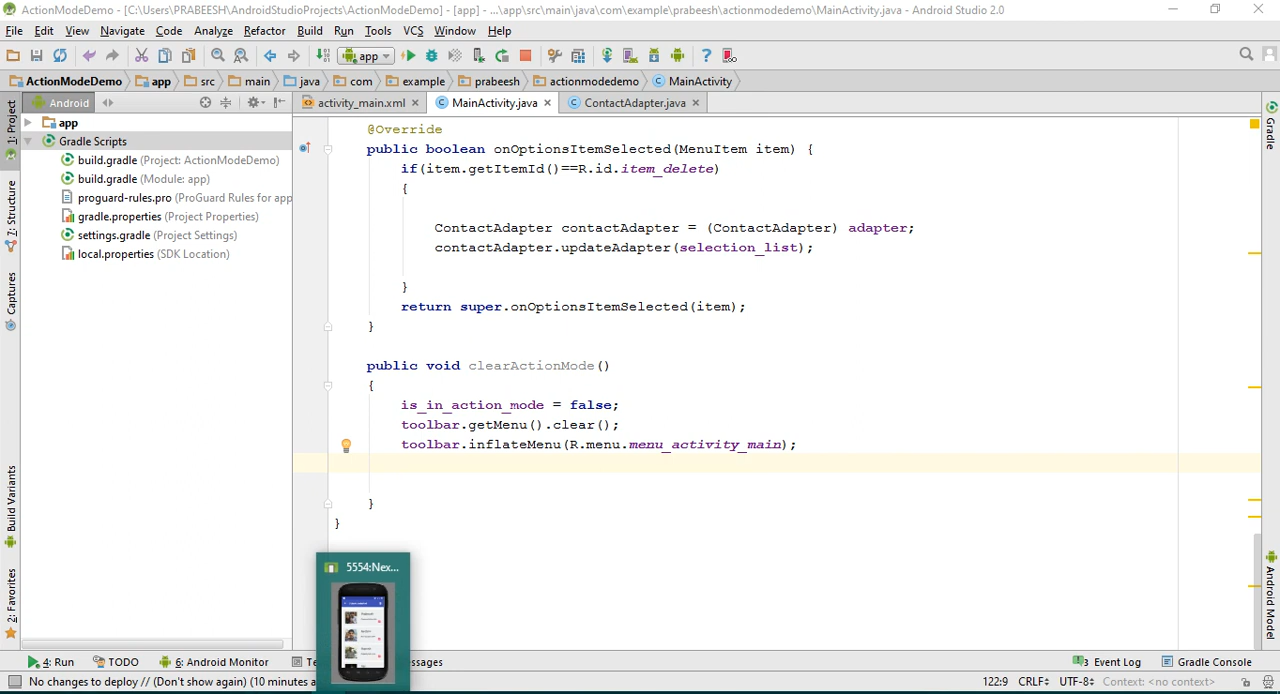 ActionModeDemo - [C:\Users\PRABEESH\AndroidStudioProjects\ActionModeDemo] - [app] - ...\app\src\main\java\com\example\prabeesh\actionmodedemo\MainActivity.java - Android Studio 2.0
File Edit View Navigate Code Analyze Refactor Build Run Tools VCS Window Help
app
ActionModeDemo app src main java com example prabeesh actionmodedemo MainActivity
Android activity_main.xml MainActivity.java ContactAdapter.java
1: Project
7: Structure
Captures
Build Variants
2: Favorites
app
Gradle Scripts
build.gradle (Project: ActionModeDemo)
build.gradle (Module: app)
proguard-rules.pro (ProGuard Rules for app
gradle.properties (Project Properties)
settings.gradle (Project Settings)
local.properties (SDK Location)
@Override
public boolean onOptionsItemSelected(MenuItem item) {
if(item.getItemId()==R.id.item_delete)
{
ContactAdapter contactAdapter = (ContactAdapter) adapter;
contactAdapter.updateAdapter(selection_list);
}
return super.onOptionsItemSelected(item);
}
public void clearActionMode()
{
is_in_action_mode = false;
toolbar.getMenu().clear();
toolbar.inflateMenu(R.menu.menu_activity_main);
}
}
Gradle
Android Model
5554:Nex...
4: Run TODO 6: Android Monitor Te essages Event Log Gradle Console
No changes to deploy // (Don't show again) (10 minutes a 122:9 CRLF UTF-8 Context: <no context>